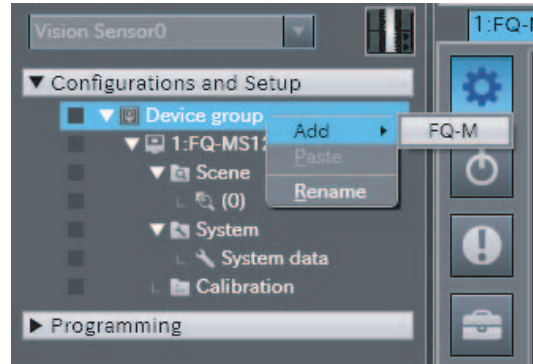 Vision Sensor0
1:FQ-
Configurations and Setup
Device group
Add
FQ-M
1:FQ-MS12
Paste
Scene
Rename
(0)
System
System data
Calibration
Programming